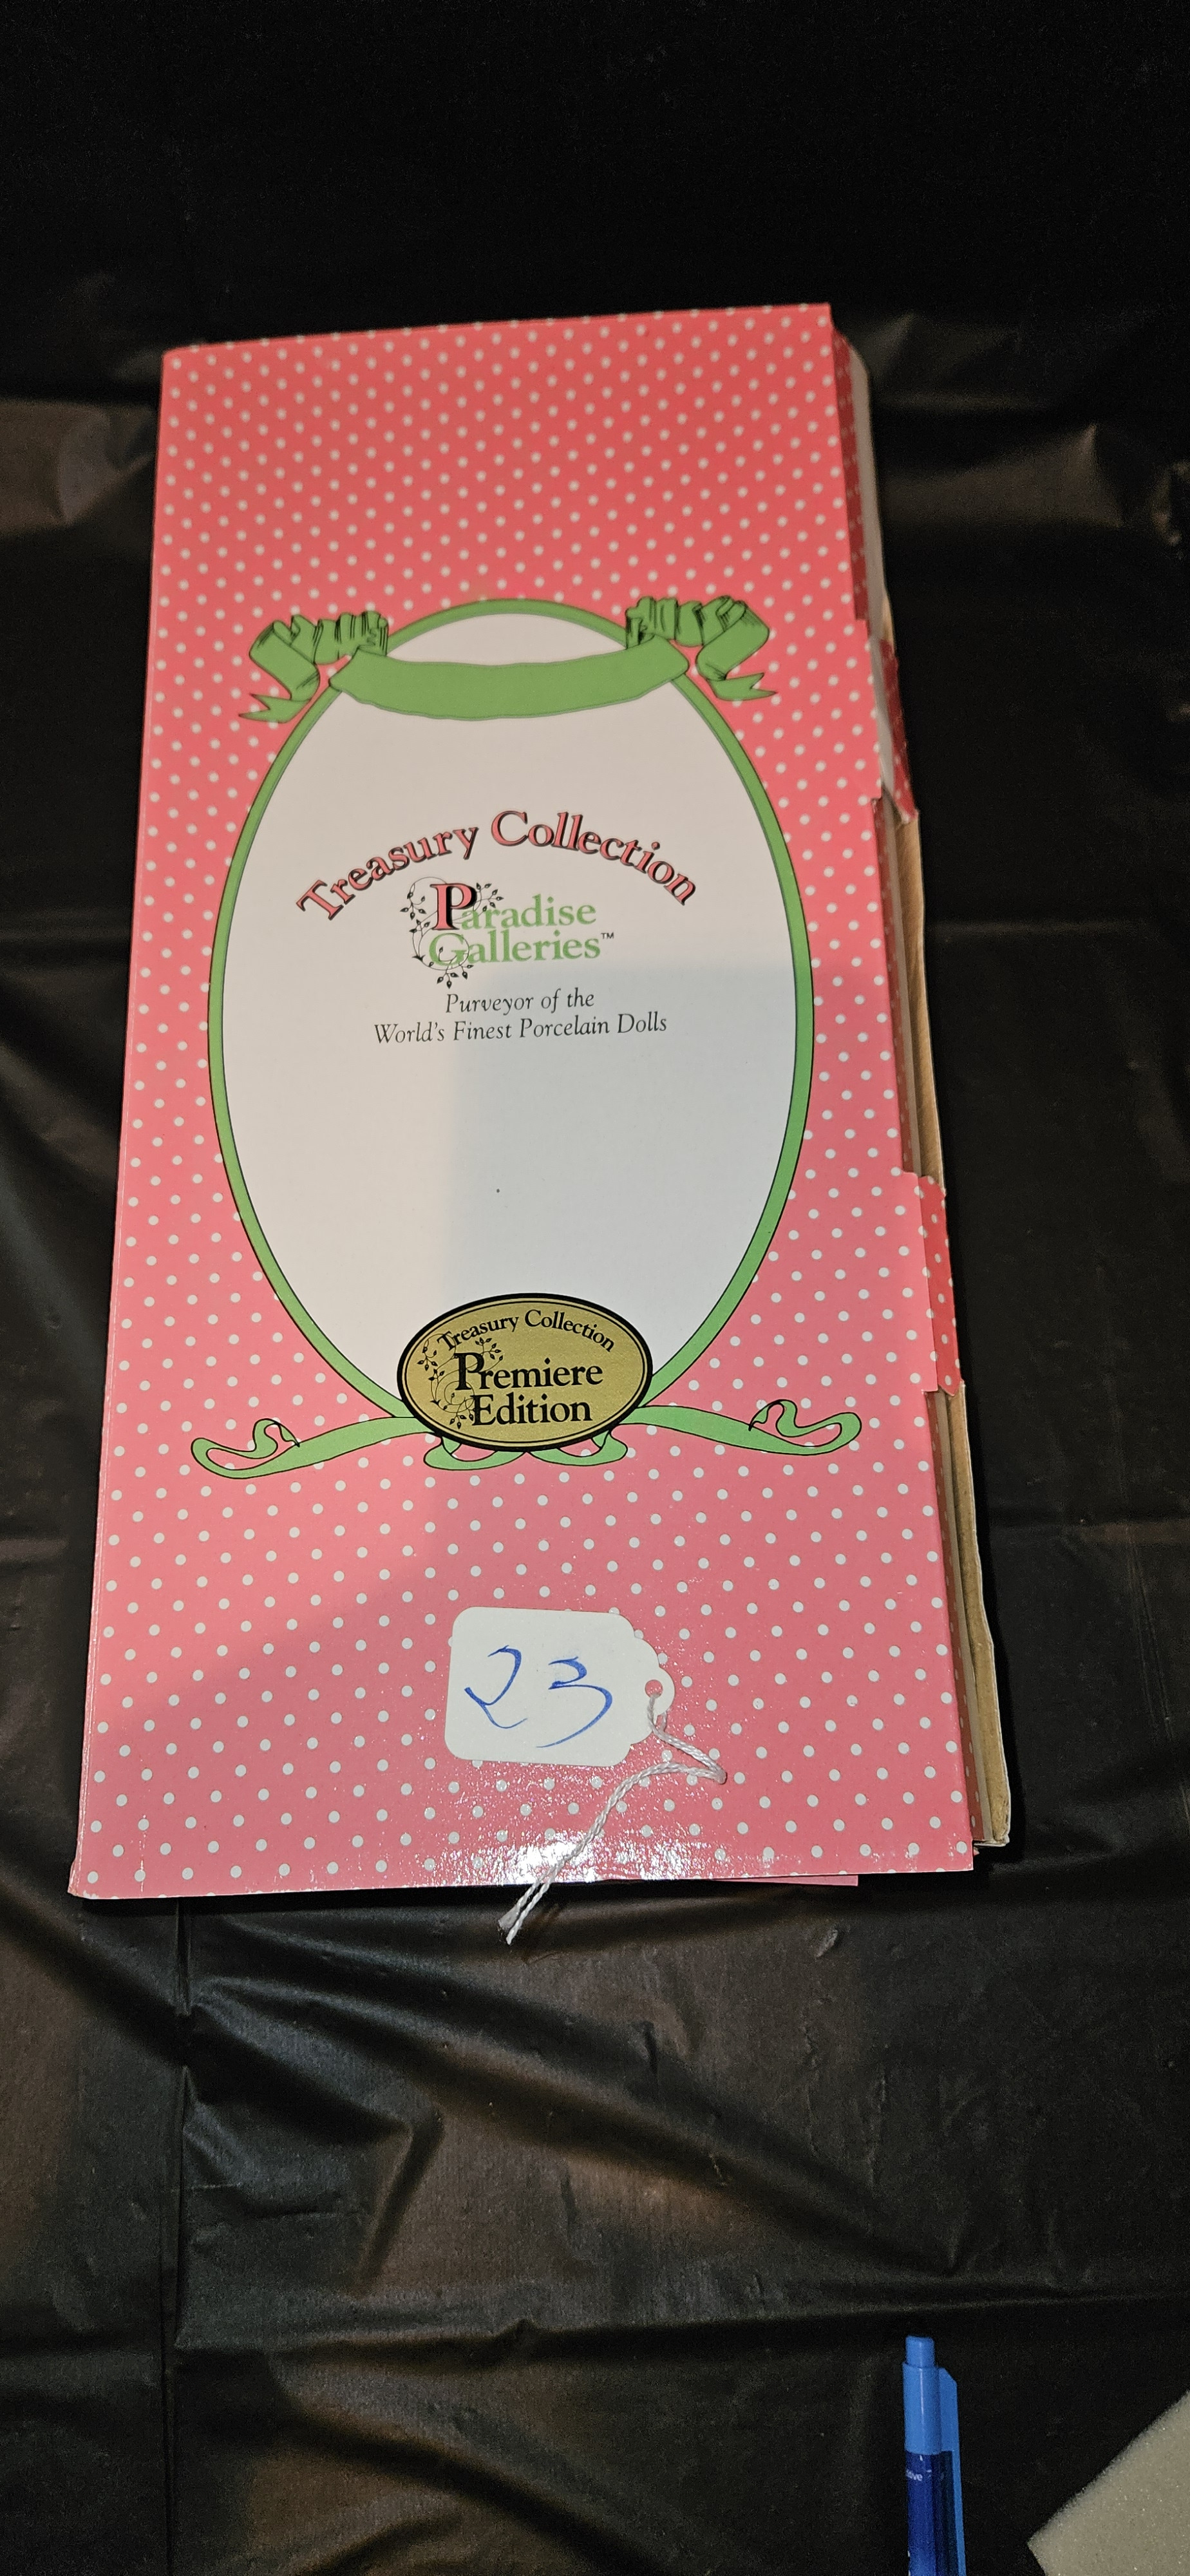 Treasury Collection
Paradise
Galleries™
Purveyor of the
World's Finest Porcelain Dolls
Treasury Collection
Premiere
Edition
23